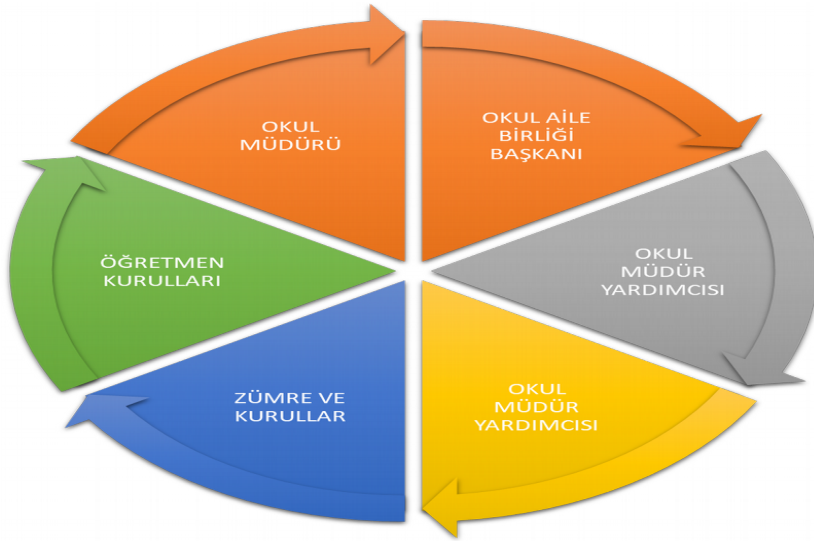 OKUL
MÜDÜRÜ
OKUL AİLE
BİRLİĞİ
BAŞKANI
OKUL
MÜDÜR
YARDIMCISI
OKUL
MÜDÜR
YARDIMCISI
ZÜMRE VE
KURULLAR
ÖĞRETMEN
KURULLARI